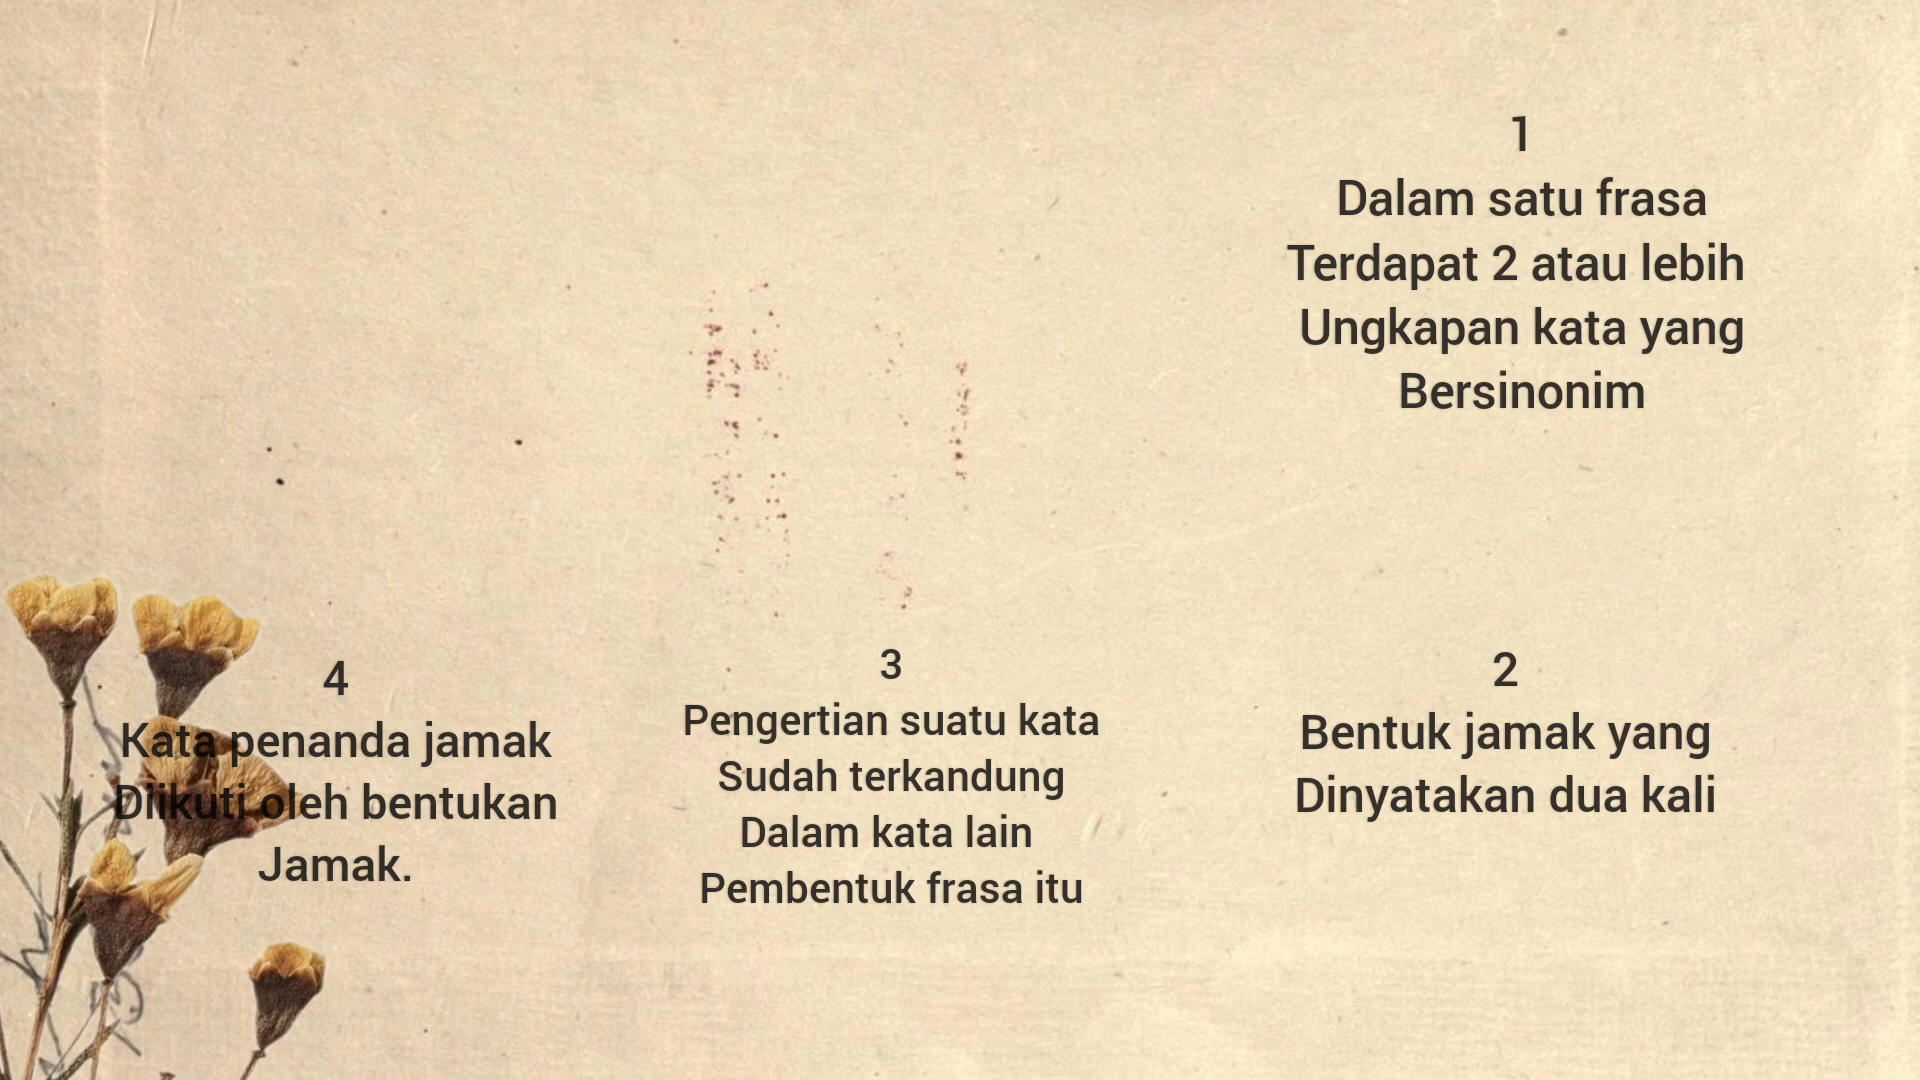 1
Dalam satu frasa
Terdapat 2 atau lebih
Ungkapan kata yang
Bersinonim
2
Bentuk jamak yang
Dinyatakan dua kali
3
Pengertian suatu kata
Sudah terkandung
Dalam kata lain
Pembentuk frasa itu
4
Kata penanda jamak
Diikuti oleh bentukan
Jamak.